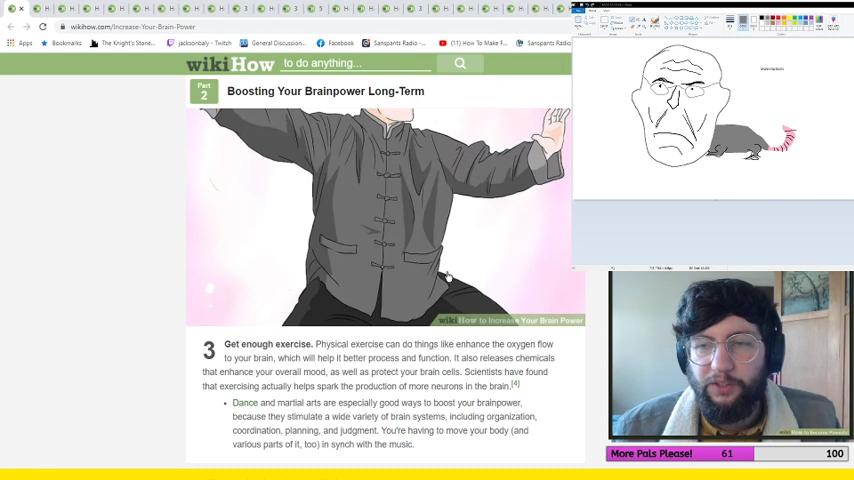 wikihow.com/Increase-Your-Brain-Power
Apps
Bookmarks
The Knight's Stone...
jacksonbaly - Twitch
General Discussion...
Facebook
Sanspants Radio -...
(11) How To Make F...
Sanspants Radio
wikiHow to do anything...
Part
2
Boosting Your Brainpower Long-Term
wikiHow to Increase Your Brain Power
3 Get enough exercise. Physical exercise can do things like enhance the oxygen flow
to your brain, which will help it better process and function. It also releases chemicals
that enhance your overall mood, as well as protect your brain cells. Scientists have found
that exercising actually helps spark the production of more neurons in the brain.[4]
Dance and martial arts are especially good ways to boost your brainpower,
because they stimulate a wide variety of brain systems, including organization,
coordination, planning, and judgment. You're having to move your body (and
various parts of it, too) in synch with the music.
wikiHow to Become Powerful
More Pals Please! 61 100